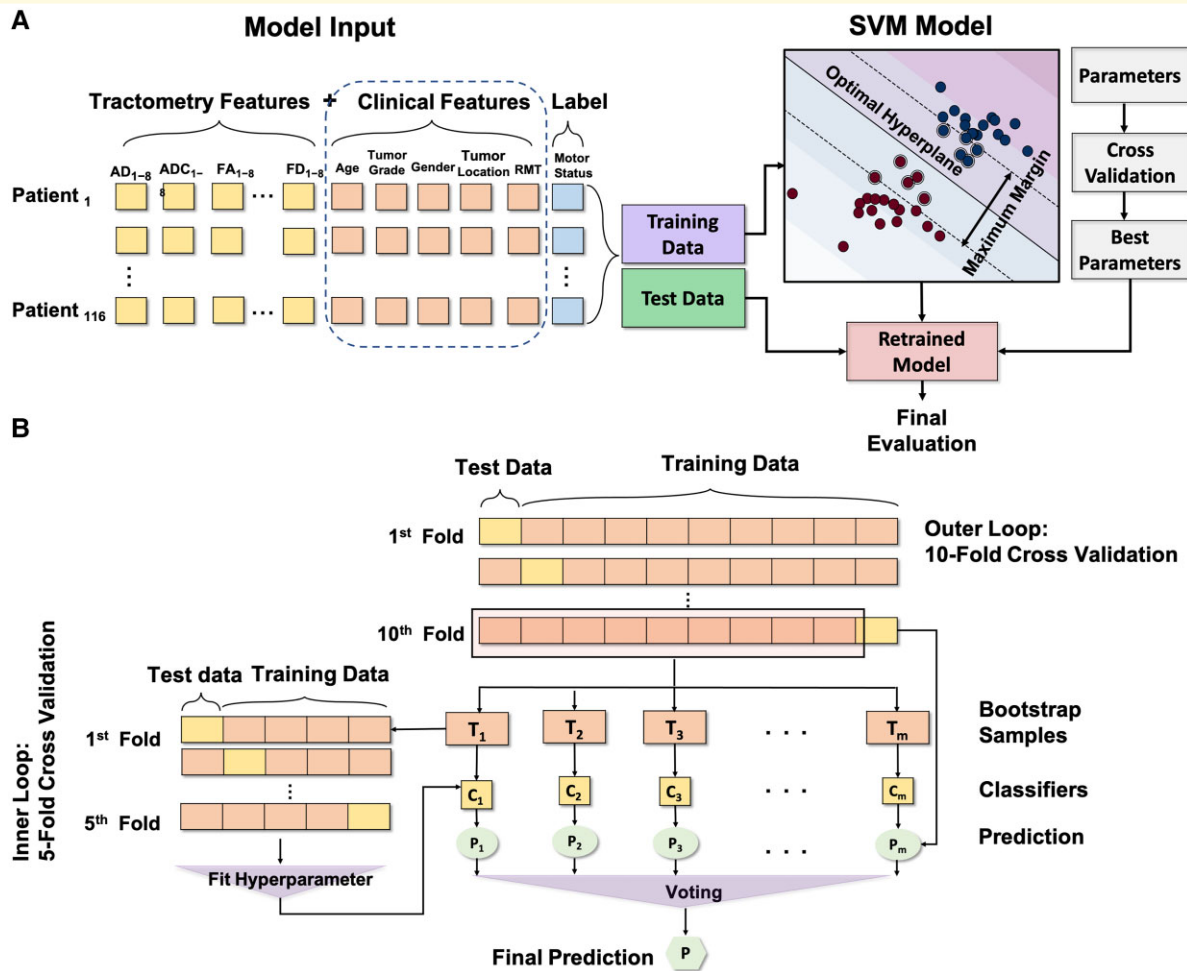 A
Model Input
SVM Model
Tractometry Features + Clinical Features Label
AD1–8 ADC1–8 FA1–8 ... FD1–8 Age Tumor Grade Gender Tumor Location RMT Motor Status
Patient 1
...
Patient 116
...
Training Data
Test Data
Optimal Hyperplane
Maximum Margin
Parameters
Cross Validation
Best Parameters
Retrained Model
Final Evaluation
B
Test Data Training Data
1st Fold
Outer Loop:
10-Fold Cross Validation
...
10th Fold
Inner Loop:
5-Fold Cross Validation
Test data Training Data
1st Fold
...
5th Fold
Fit Hyperparameter
T1 T2 T3 . . . Tm
Bootstrap Samples
C1 C2 C3 . . . Cm
Classifiers
P1 P2 P3 . . . Pm
Prediction
Voting
Final Prediction P